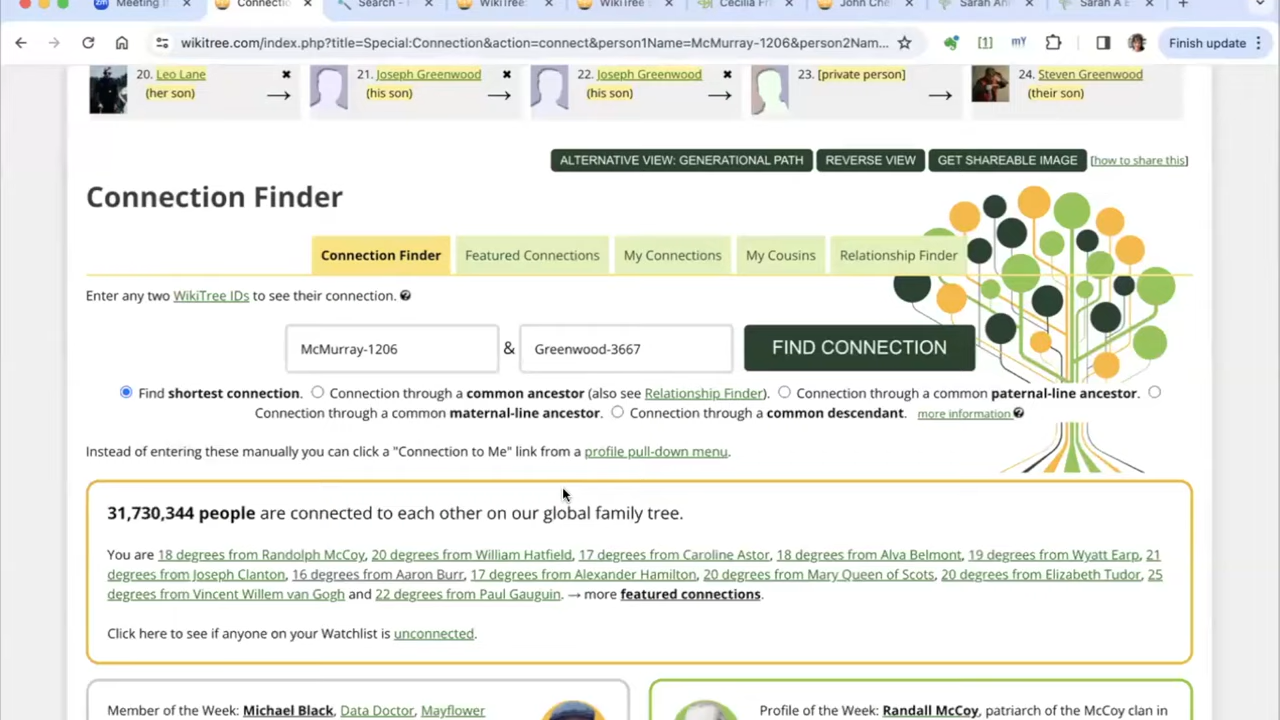 Meeting
Connectio
Search -
WikiTree:
WikiTree
Cecilia Fr
John Che
Sarah An
Sarah A E
wikitree.com/index.php?title=Special:Connection&action=connect&person1Name=McMurray-1206&person2Nam...
[1]
mY
Finish update
20. Leo Lane
(her son)
21. Joseph Greenwood
(his son)
22. Joseph Greenwood
(his son)
23. [private person]
24. Steven Greenwood
(their son)
ALTERNATIVE VIEW: GENERATIONAL PATH
REVERSE VIEW
GET SHAREABLE IMAGE
[how to share this]
Connection Finder
Connection Finder
Featured Connections
My Connections
My Cousins
Relationship Finder
Enter any two WikiTree IDs to see their connection.
McMurray-1206
&
Greenwood-3667
FIND CONNECTION
Find shortest connection. Connection through a common ancestor (also see Relationship Finder). Connection through a common paternal-line ancestor.
Connection through a common maternal-line ancestor. Connection through a common descendant. more information
Instead of entering these manually you can click a "Connection to Me" link from a profile pull-down menu.
31,730,344 people are connected to each other on our global family tree.
You are 18 degrees from Randolph McCoy, 20 degrees from William Hatfield, 17 degrees from Caroline Astor, 18 degrees from Alva Belmont, 19 degrees from Wyatt Earp, 21
degrees from Joseph Clanton, 16 degrees from Aaron Burr, 17 degrees from Alexander Hamilton, 20 degrees from Mary Queen of Scots, 20 degrees from Elizabeth Tudor, 25
degrees from Vincent Willem van Gogh and 22 degrees from Paul Gauguin. → more featured connections.
Click here to see if anyone on your Watchlist is unconnected.
Member of the Week: Michael Black, Data Doctor, Mayflower
Profile of the Week: Randall McCoy, patriarch of the McCoy clan in